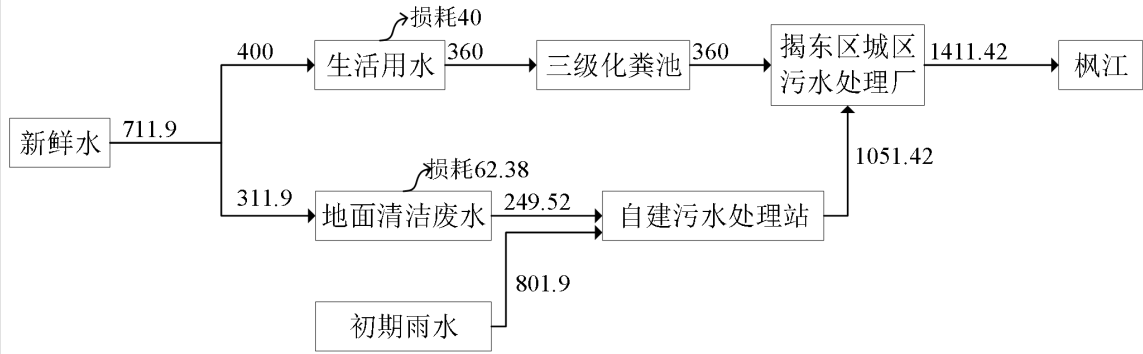 损耗40
400
生活用水
360
三级化粪池
360
揭东区城区
污水处理厂
1411.42
枫江
新鲜水
711.9
1051.42
损耗62.38
311.9
地面清洁废水
249.52
自建污水处理站
801.9
初期雨水